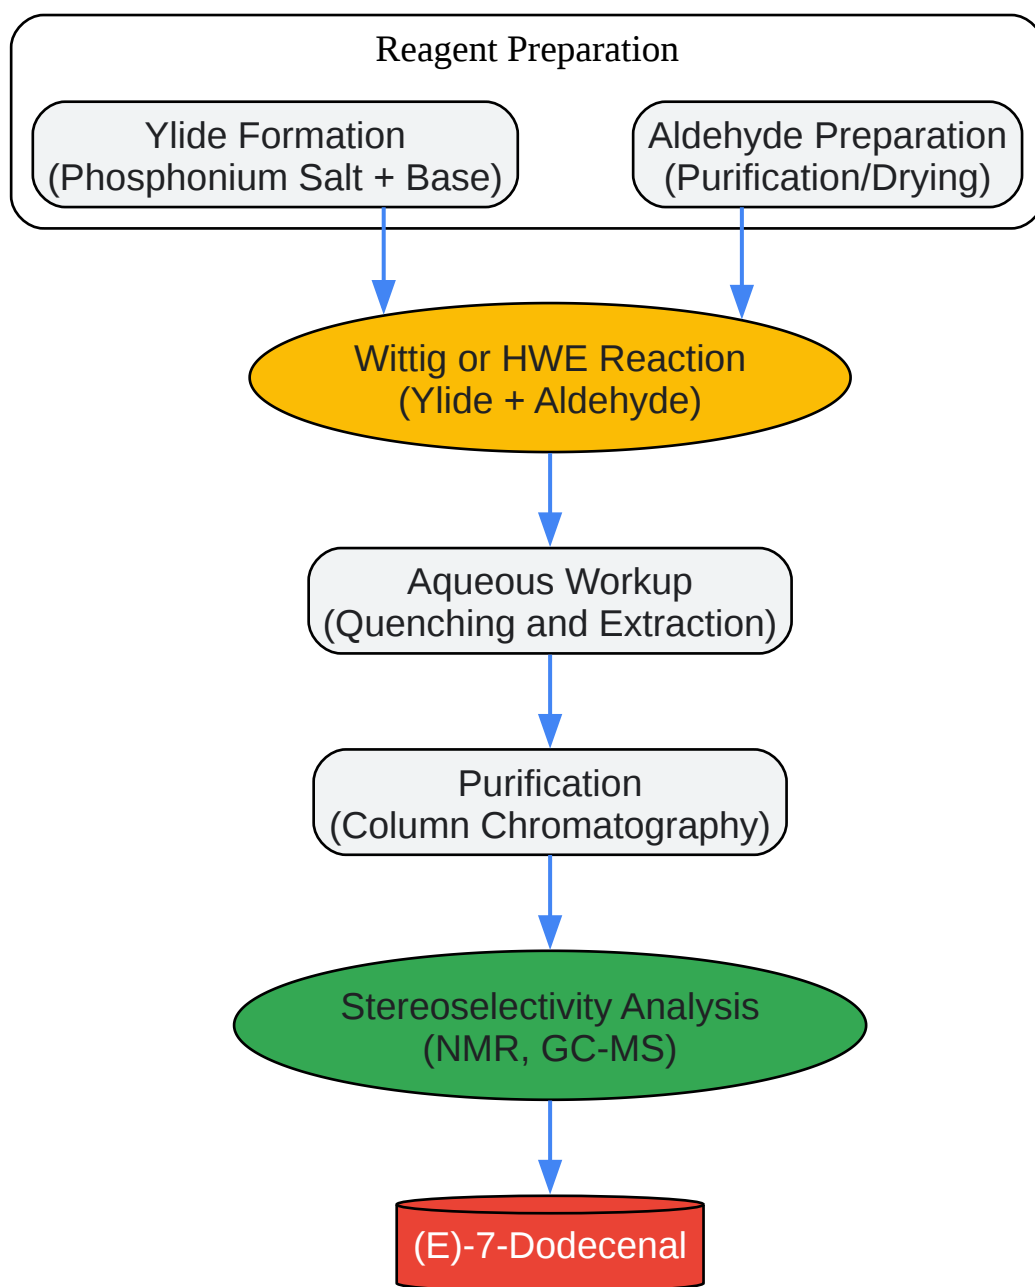 Reagent Preparation
Ylide Formation
(Phosphonium Salt + Base)
Aldehyde Preparation
(Purification/Drying)
Wittig or HWE Reaction
(Ylide + Aldehyde)
Aqueous Workup
(Quenching and Extraction)
Purification
(Column Chromatography)
Stereoselectivity Analysis
(NMR, GC-MS)
(E)-7-Dodecenal